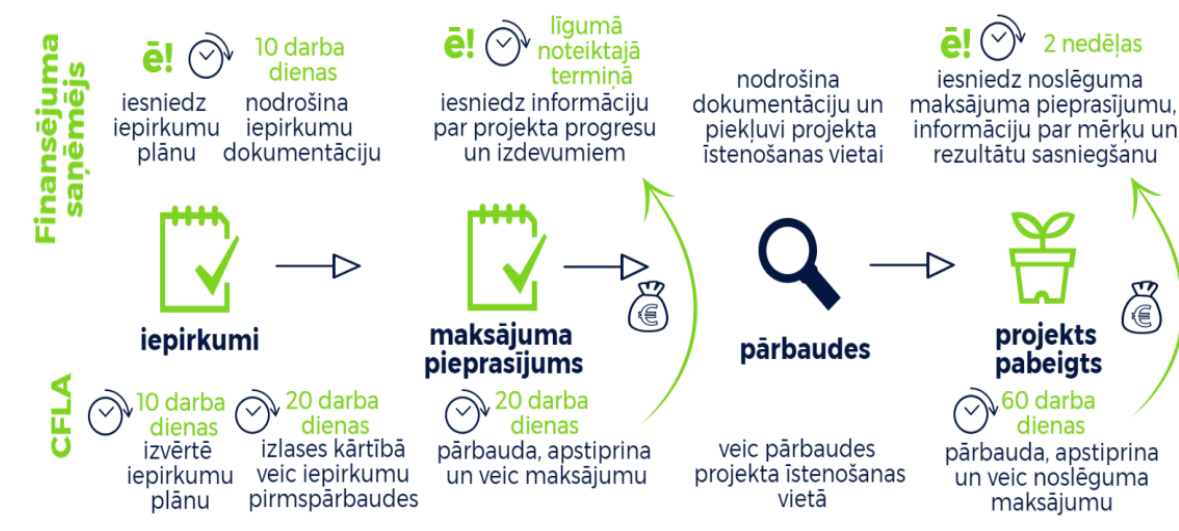 Finansējuma
saņēmējs
ē!
10 darba
dienas
iesniedz
iepirkumu
plānu
nodrošina
iepirkumu
dokumentāciju
ē!
līgumā
noteiktajā
termiņā
iesniedz informāciju
par projekta progresu
un izdevumiem
nodrošina
dokumentāciju un
piekļuvi projekta
īstenošanas vietai
ē!
2 nedēļas
iesniedz noslēguma
maksājuma pieprasījumu,
informāciju par mērķu un
rezultātu sasniegšanu
iepirkumi
maksājuma
pieprasījums
€
pārbaudes
projekts
pabeigts
€
CFLA
10 darba
dienas
izvērtē
iepirkumu
plānu
20 darba
dienas
izlases kārtībā
veic iepirkumu
pirmspārbaudes
20 darba
dienas
pārbauda, apstiprina
un veic maksājumu
veic pārbaudes
projekta īstenošanas
vietā
60 darba
dienas
pārbauda, apstiprina
un veic noslēguma
maksājumu